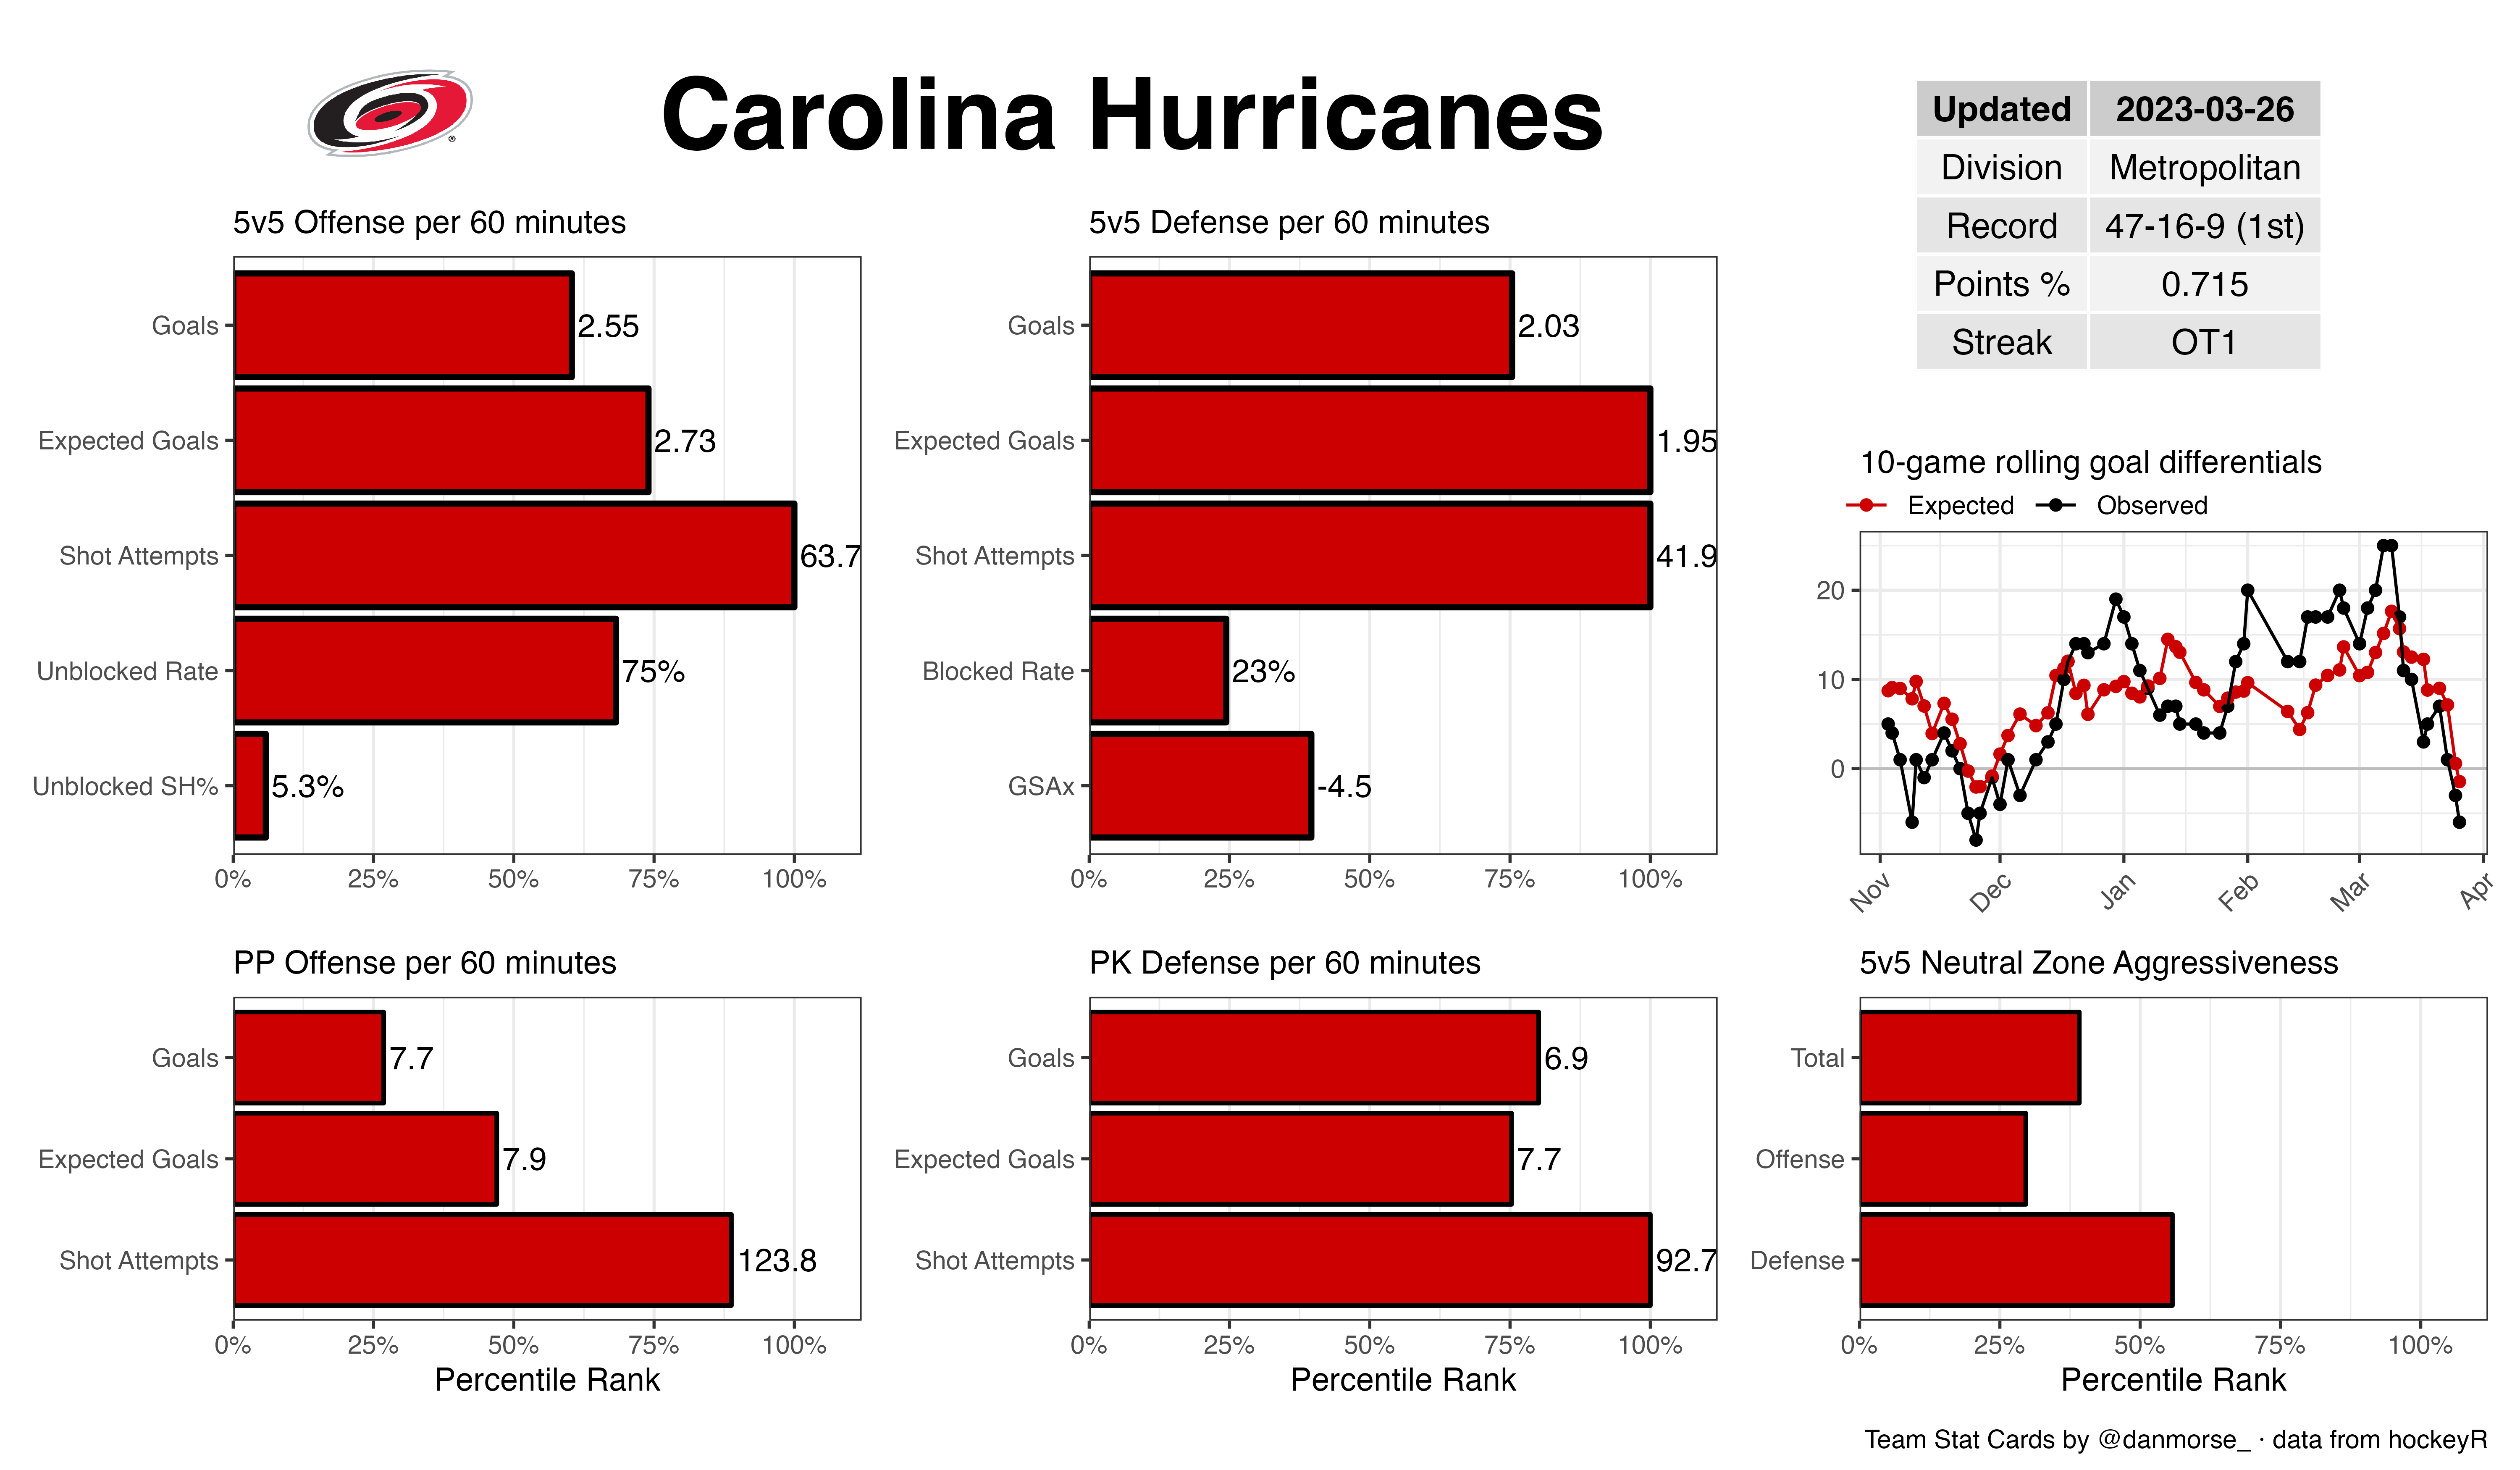 Carolina Hurricanes
Updated 2023-03-26
Division Metropolitan
Record 47-16-9 (1st)
Points % 0.715
Streak OT1
5v5 Offense per 60 minutes
Goals 2.55
Expected Goals 2.73
Shot Attempts 63.7
Unblocked Rate 75%
Unblocked SH% 5.3%
0% 25% 50% 75% 100%
5v5 Defense per 60 minutes
Goals 2.03
Expected Goals 1.95
Shot Attempts 41.9
Blocked Rate 23%
GSAx -4.5
0% 25% 50% 75% 100%
10-game rolling goal differentials
Expected Observed
20
10
0
Nov Dec Jan Feb Mar Apr
PP Offense per 60 minutes
Goals 7.7
Expected Goals 7.9
Shot Attempts 123.8
0% 25% 50% 75% 100%
Percentile Rank
PK Defense per 60 minutes
Goals 6.9
Expected Goals 7.7
Shot Attempts 92.7
0% 25% 50% 75% 100%
Percentile Rank
5v5 Neutral Zone Aggressiveness
Total
Offense
Defense
0% 25% 50% 75% 100%
Percentile Rank
Team Stat Cards by @danmorse_ · data from hockeyR